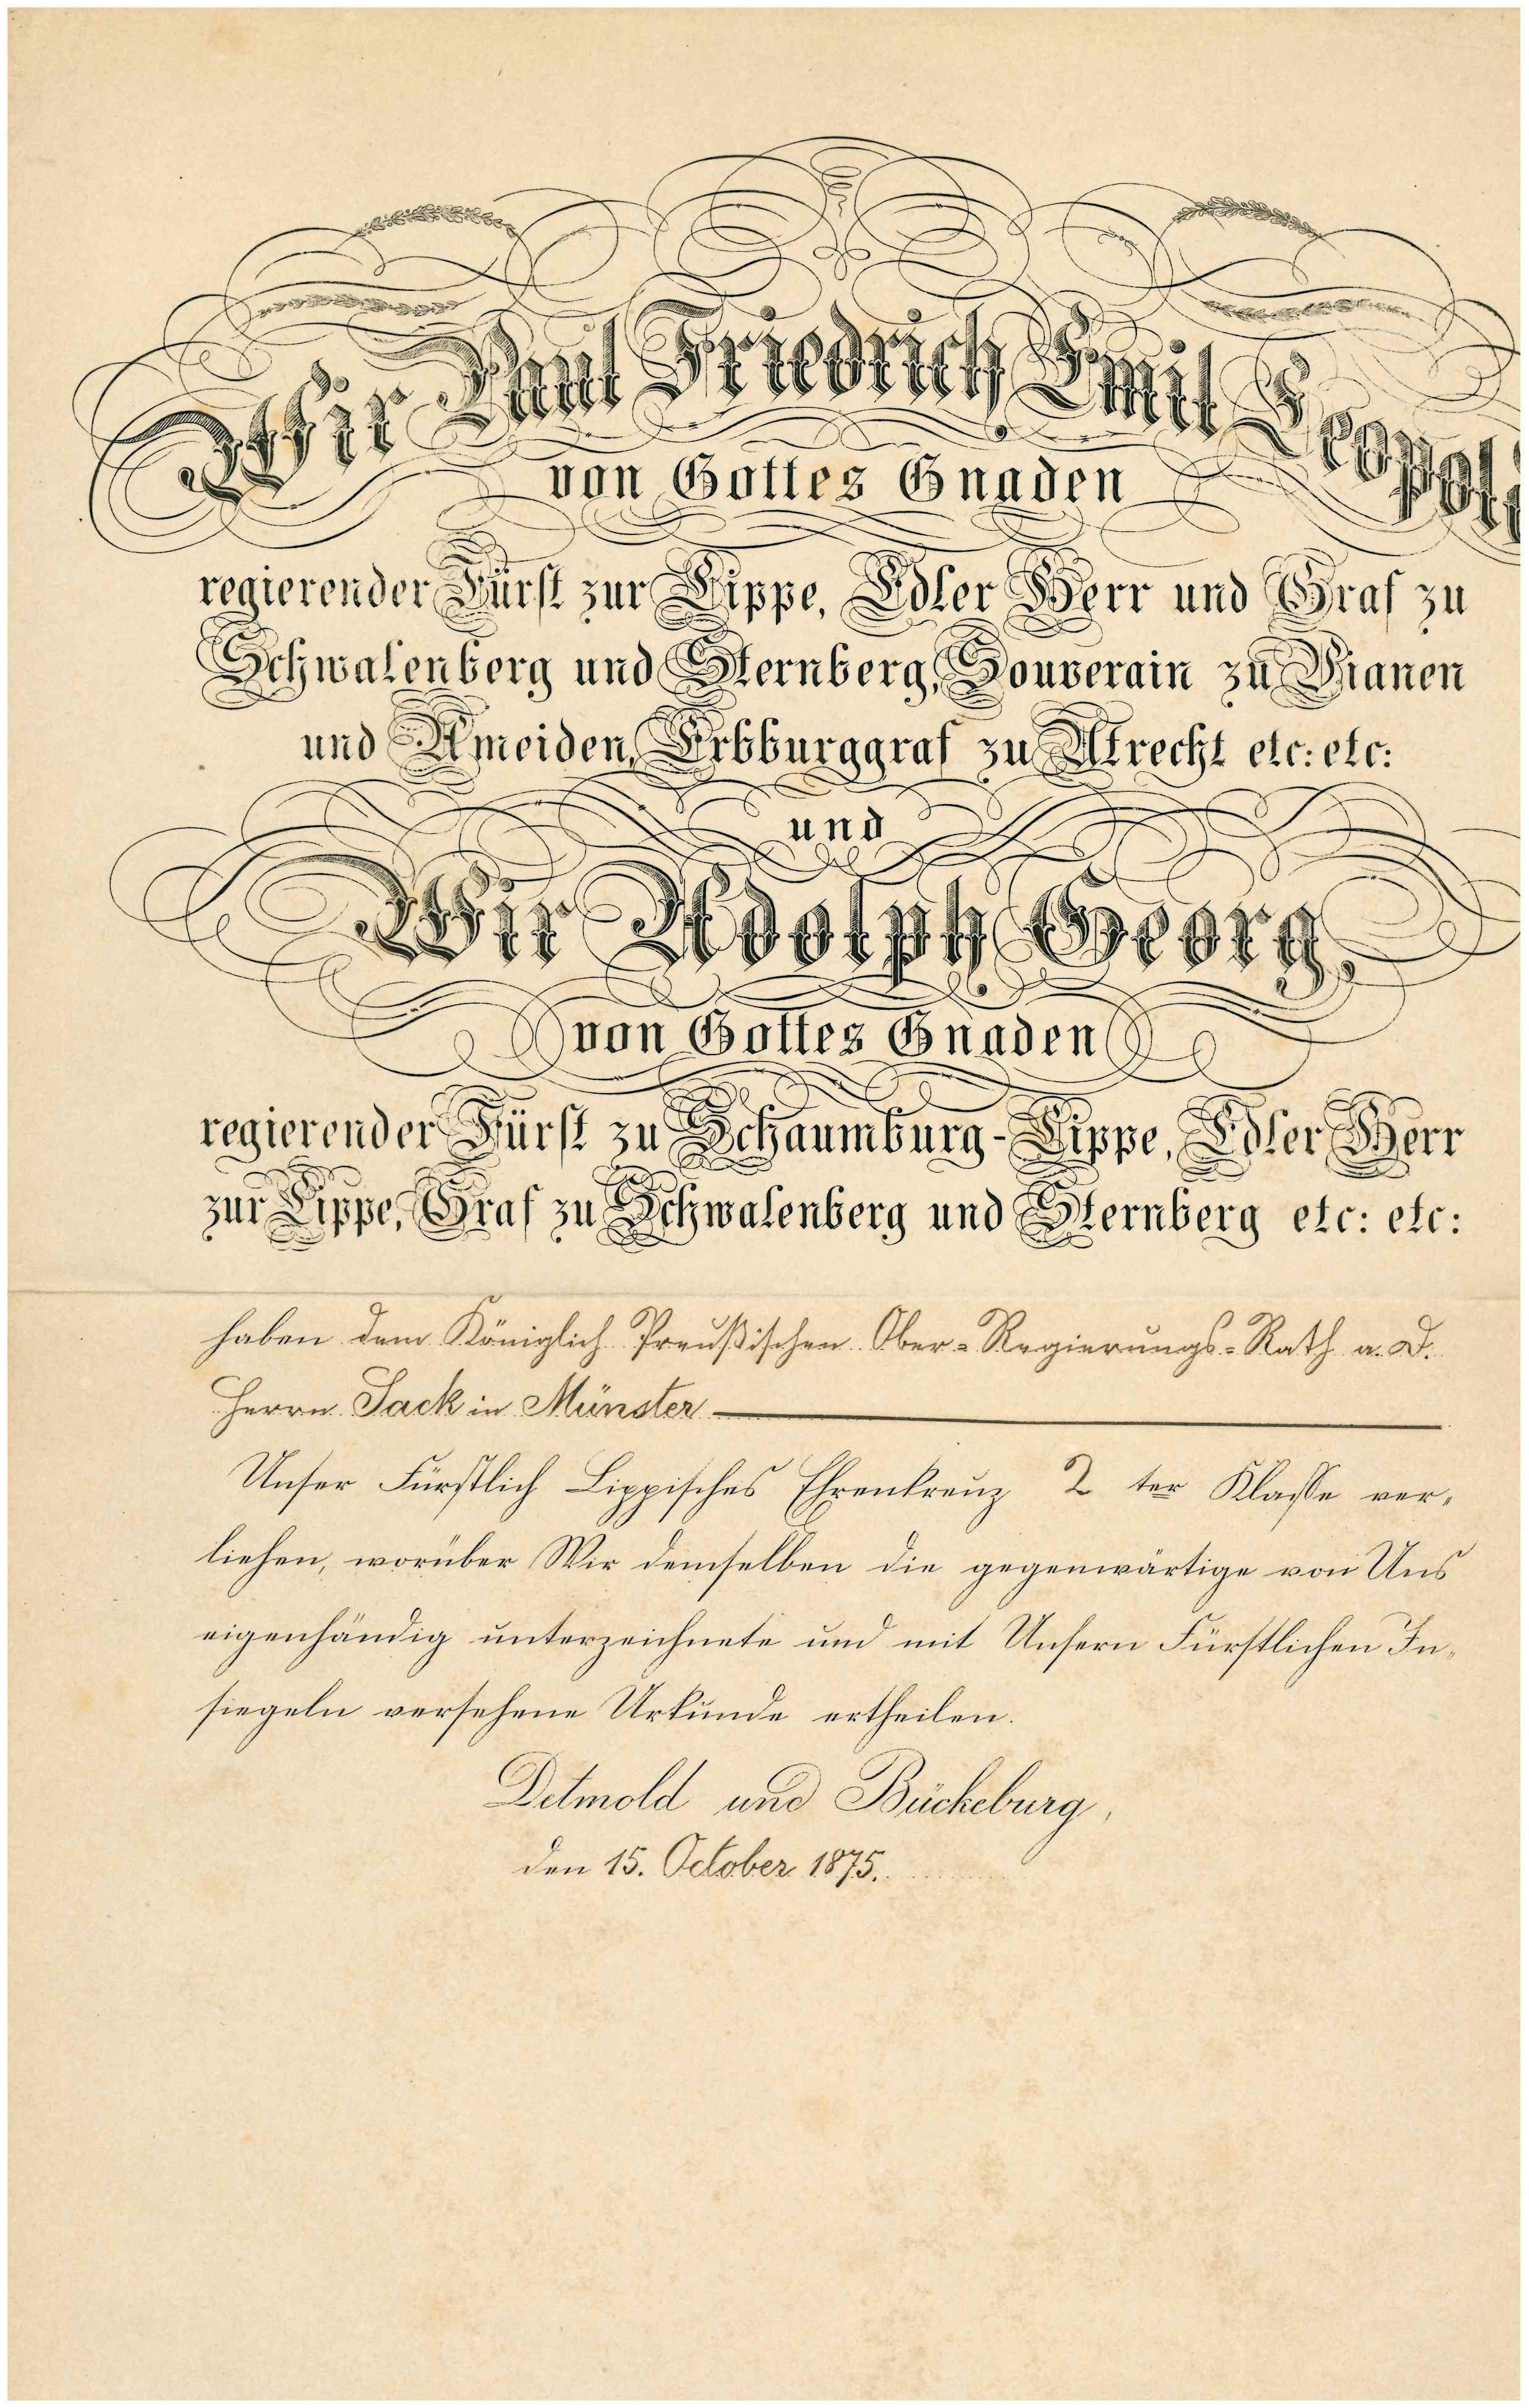 Wir Paul Friedrich Emil Leopold
von Gottes Gnaden
regierender Fürst zur Lippe, Edler Herr und Graf zu
Schwalenberg und Sternberg, Souverain zu Vianen
und Ameiden, Erbburggraf zu Utrecht etc: etc:
und
Wir Adolph Georg,
von Gottes Gnaden
regierender Fürst zu Schaumburg-Lippe, Edler Herr
zur Lippe, Graf zu Schwalenberg und Sternberg etc: etc:
haben dem Königlich Preußischen Ober-Regierungs-Rath a. D.
Herrn Sack in Münster
Unser Fürstlich Lippisches Ehrenkreuz 2 ter Klasse ver-
liehen, worüber Wir demselben die gegenwärtige von Uns
eigenhändig unterzeichnete und mit Unsern Fürstlichen In-
siegeln versehene Urkunde ertheilen.
Detmold und Bückeburg,
den 15. October 1875.